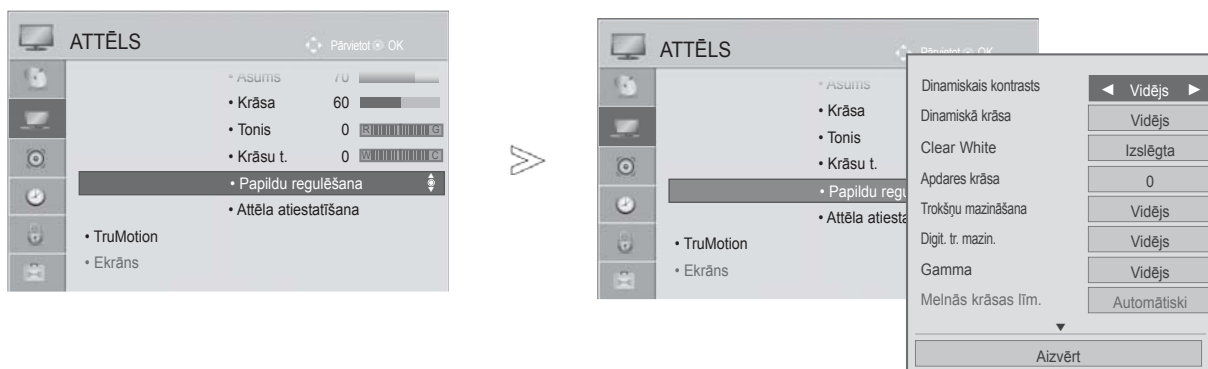 ATTĒLS
Pārvietot OK
• Asums 70
• Krāsa 60
• Tonis 0 R G
• Krāsu t. 0 W C
• Papildu regulēšana
• Attēla atiestatīšana
• TruMotion
• Ekrāns
ATTĒLS
Pārvietot OK
• Asums
• Krāsa
• Tonis
• Krāsu t.
• Papildu regu
• Attēla atiesta
• TruMotion
• Ekrāns
Dinamiskais kontrasts ◄ Vidējs ►
Dinamiskā krāsa Vidējs
Clear White Izslēgta
Apdares krāsa 0
Trokšņu mazināšana Vidējs
Digit. tr. mazin. Vidējs
Gamma Vidējs
Melnās krāsas līm. Automātiski
▼
Aizvērt